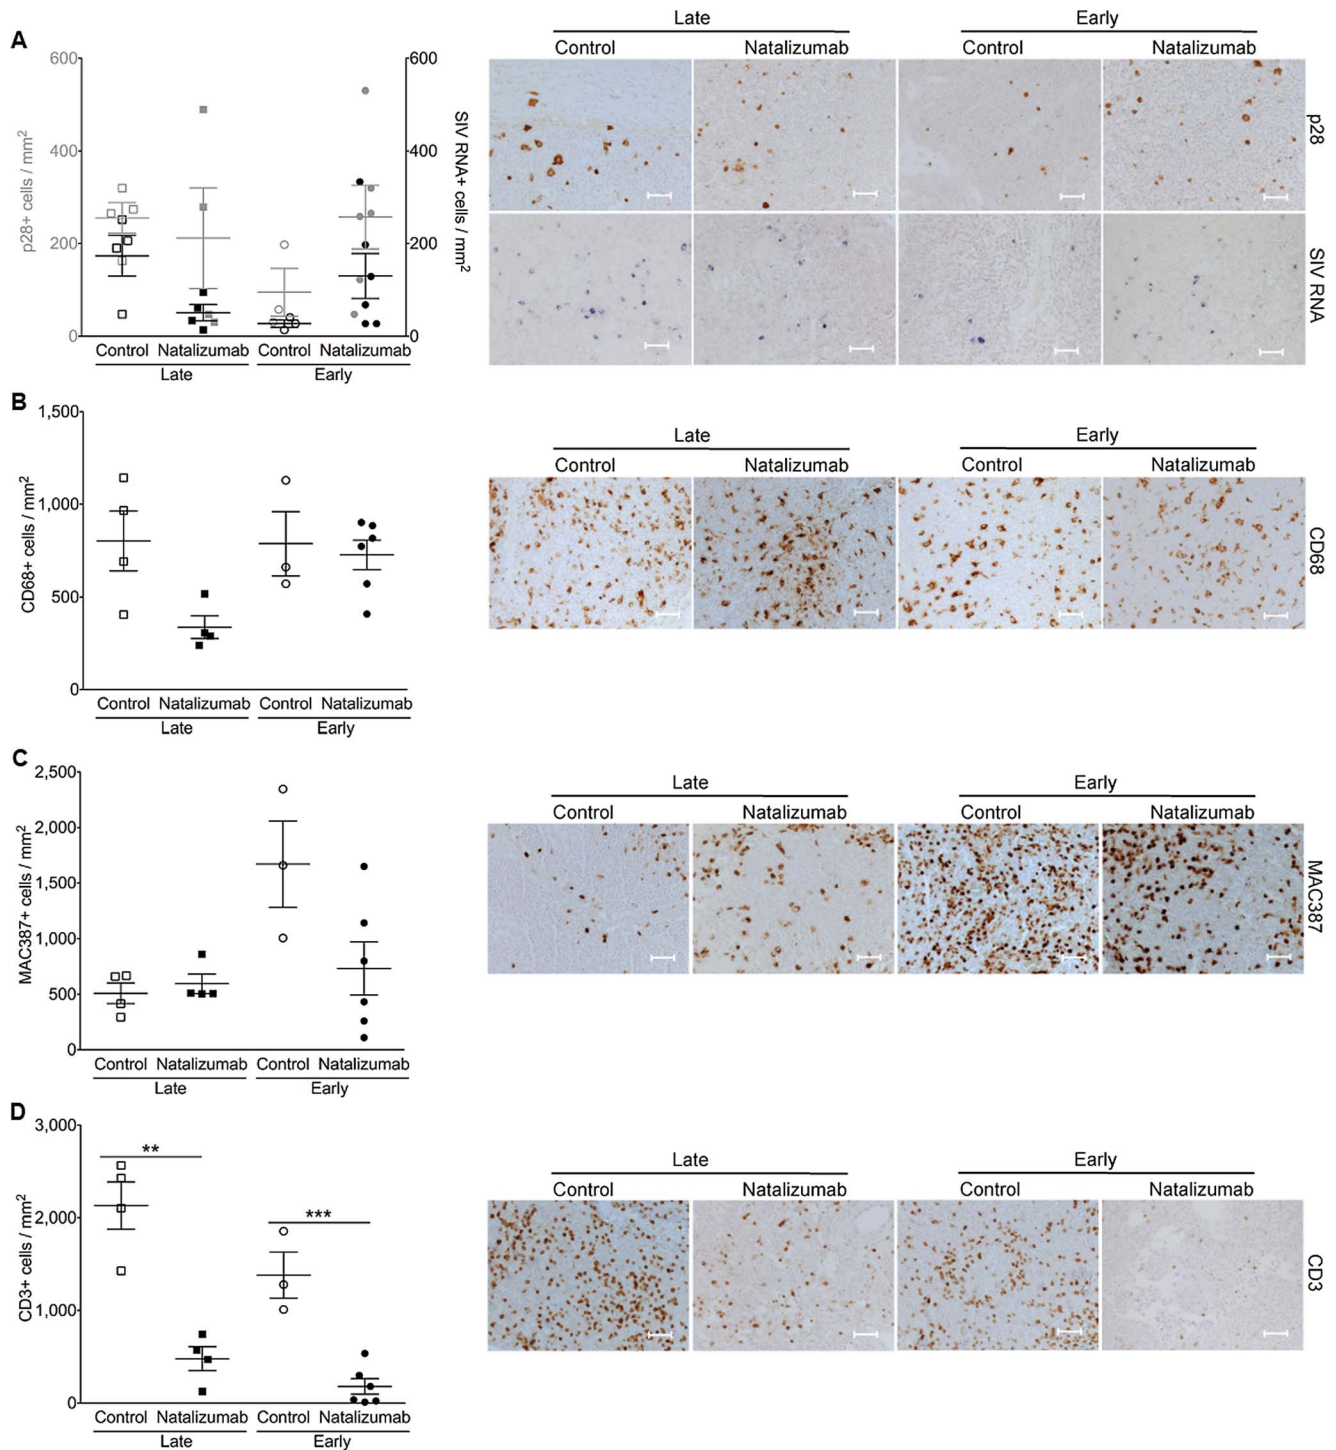 A
600
400
200
0
p28+ cells / mm²
600
400
200
0
SIV RNA+ cells / mm²
Control Natalizumab Control Natalizumab
Late Early
Late Early
Control Natalizumab Control Natalizumab
p28
SIV RNA
B
1,500
1,000
500
0
CD68+ cells / mm²
Control Natalizumab Control Natalizumab
Late Early
Late Early
Control Natalizumab Control Natalizumab
CD68
C
2,500
2,000
1,500
1,000
500
0
MAC387+ cells / mm²
Control Natalizumab Control Natalizumab
Late Early
Late Early
Control Natalizumab Control Natalizumab
MAC387
D
3,000
2,000
1,000
0
CD3+ cells / mm²
**
***
Control Natalizumab Control Natalizumab
Late Early
Late Early
Control Natalizumab Control Natalizumab
CD3